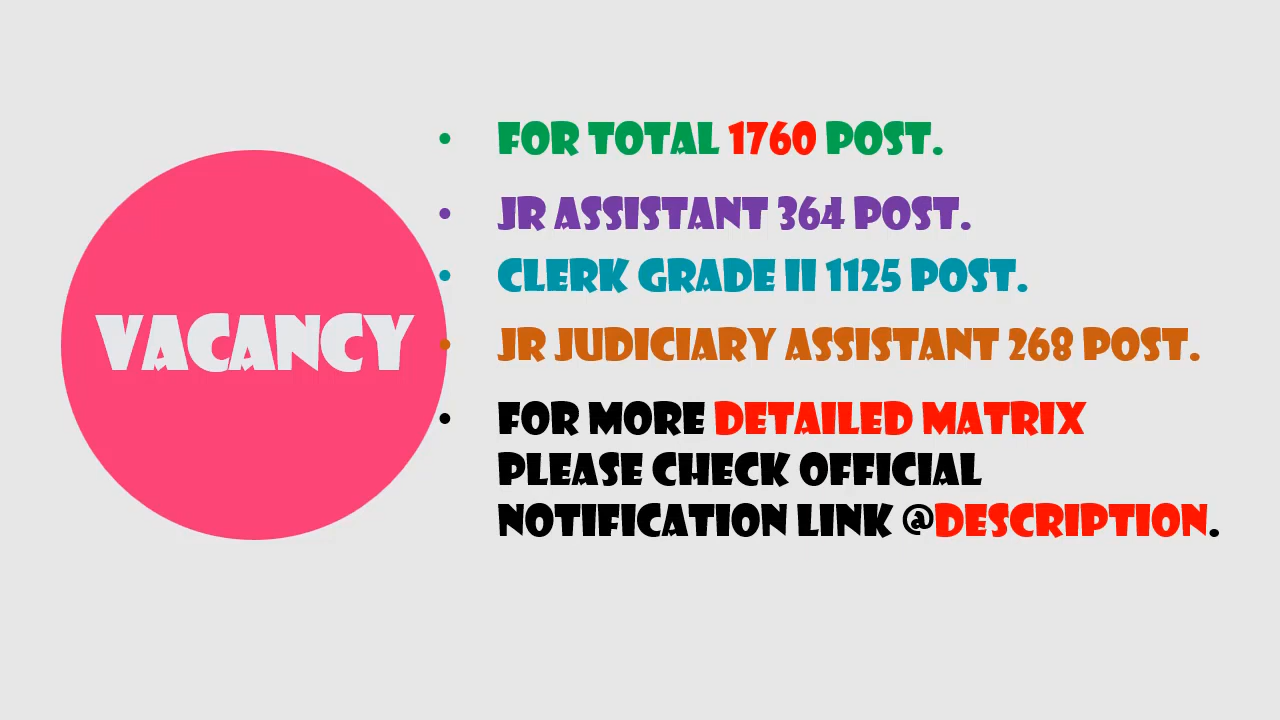 VACANCY
• FOR TOTAL 1760 POST.
• JR ASSISTANT 364 POST.
• CLERK GRADE II 1125 POST.
• JR JUDICIARY ASSISTANT 268 POST.
• FOR MORE DETAILED MATRIX
PLEASE CHECK OFFICIAL
NOTIFICATION LINK @DESCRIPTION.